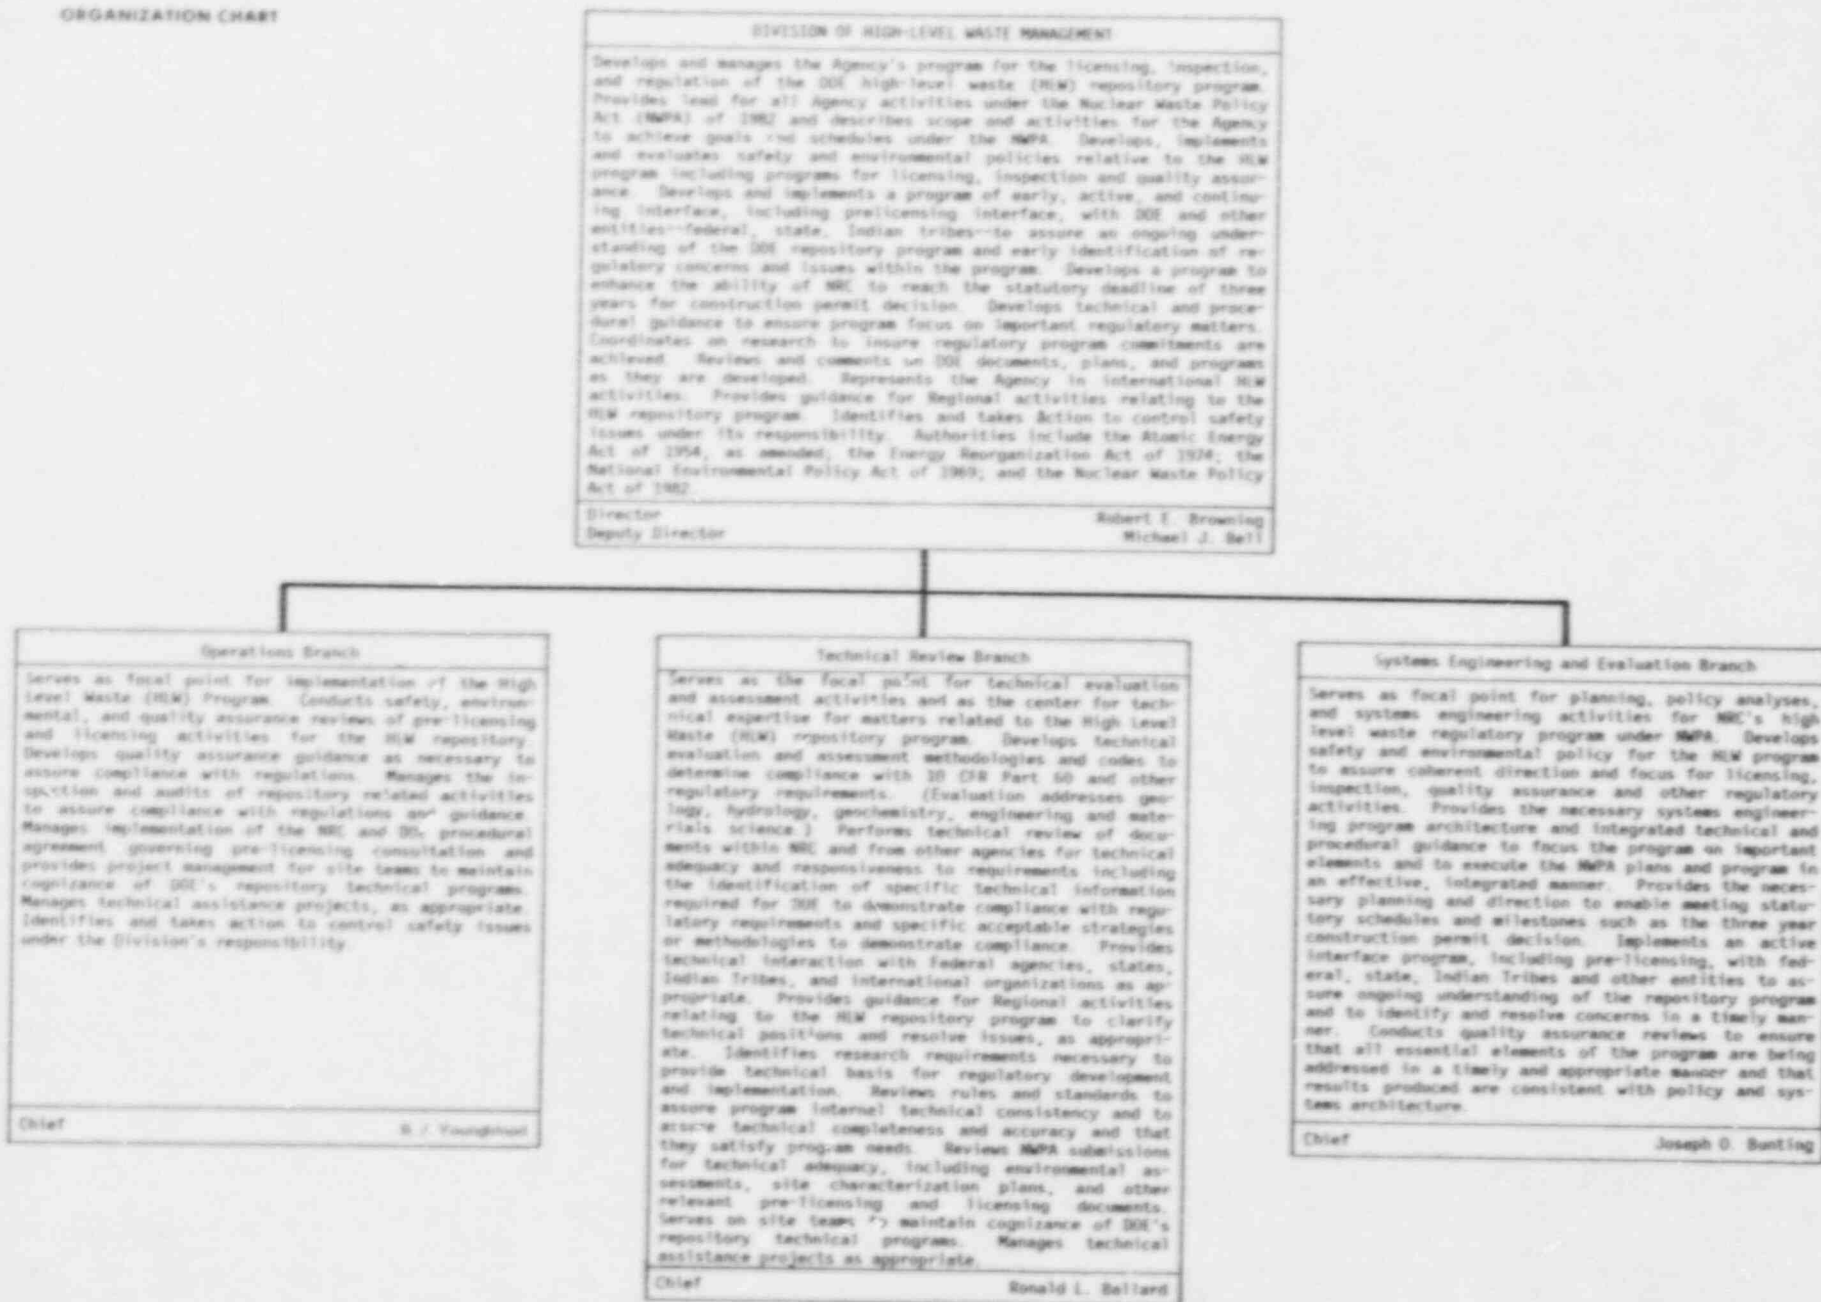 ORGANIZATION CHART
DIVISION OF HIGH-LEVEL WASTE MANAGEMENT
Develops and manages the Agency's program for the licensing, inspection,
and regulation of the DOE high-level waste (HLW) repository program.
Provides lead for all Agency activities under the Nuclear Waste Policy
Act (NWPA) of 1982 and describes scope and activities for the Agency
to achieve goals and schedules under the NWPA. Develops, implements
and evaluates safety and environmental policies relative to the HLW
program including programs for licensing, inspection and quality assur-
ance. Develops and implements a program of early, active, and continu-
ing interface, including prelicensing interface, with DOE and other
entities--federal, state, Indian tribes--to assure an ongoing under-
standing of the DOE repository program and early identification of re-
gulatory concerns and issues within the program. Develops a program to
enhance the ability of NRC to reach the statutory deadline of three
years for construction permit decision. Develops technical and proce-
dural guidance to ensure program focus on important regulatory matters.
Coordinates on research to insure regulatory program commitments are
achieved. Reviews and comments on DOE documents, plans, and programs
as they are developed. Represents the Agency in international HLW
activities. Provides guidance for Regional activities relating to the
HLW repository program. Identifies and takes Action to control safety
issues under its responsibility. Authorities include the Atomic Energy
Act of 1954, as amended; the Energy Reorganization Act of 1974; the
National Environmental Policy Act of 1969; and the Nuclear Waste Policy
Act of 1982.
Director Robert E. Browning
Deputy Director Michael J. Bell
Operations Branch
Serves as focal point for implementation of the High
Level Waste (HLW) Program. Conducts safety, environ-
mental, and quality assurance reviews of pre-licensing
and licensing activities for the HLW repository.
Develops quality assurance guidance as necessary to
assure compliance with regulations. Manages the in-
spection and audits of repository related activities
to assure compliance with regulations and guidance.
Manages implementation of the NRC and DOE procedural
agreement governing pre-licensing consultation and
provides project management for site teams to maintain
cognizance of DOE's repository technical programs.
Manages technical assistance projects, as appropriate.
Identifies and takes action to control safety issues
under the Division's responsibility.
Chief
Technical Review Branch
Serves as the focal point for technical evaluation
and assessment activities and as the center for tech-
nical expertise for matters related to the High Level
Waste (HLW) repository program. Develops technical
evaluation and assessment methodologies and codes to
determine compliance with 10 CFR Part 60 and other
regulatory requirements. (Evaluation addresses geo-
logy, hydrology, geochemistry, engineering and mate-
rials science.) Performs technical review of docu-
ments within NRC and from other agencies for technical
adequacy and responsiveness to requirements including
the identification of specific technical information
required for DOE to demonstrate compliance with regu-
latory requirements and specific acceptable strategies
or methodologies to demonstrate compliance. Provides
technical interaction with Federal agencies, states,
Indian Tribes, and international organizations as ap-
propriate. Provides guidance for Regional activities
relating to the HLW repository program to clarify
technical positions and resolve issues, as appropri-
ate. Identifies research requirements necessary to
provide technical basis for regulatory development
and implementation. Reviews rules and standards to
assure program internal technical consistency and to
assure technical completeness and accuracy and that
they satisfy program needs. Reviews NWPA submissions
for technical adequacy, including environmental as-
sessments, site characterization plans, and other
relevant pre-licensing and licensing documents.
Serves on site teams to maintain cognizance of DOE's
repository technical programs. Manages technical
assistance projects as appropriate.
Chief Ronald L. Ballard
Systems Engineering and Evaluation Branch
Serves as focal point for planning, policy analyses,
and systems engineering activities for NRC's high
level waste regulatory program under NWPA. Develops
safety and environmental policy for the HLW program
to assure coherent direction and focus for licensing,
inspection, quality assurance and other regulatory
activities. Provides the necessary systems engineer-
ing program architecture and integrated technical and
procedural guidance to focus the program on important
elements and to execute the NWPA plans and program in
an effective, integrated manner. Provides the neces-
sary planning and direction to enable meeting statu-
tory schedules and milestones such as the three year
construction permit decision. Implements an active
interface program, including pre-licensing, with fed-
eral, state, Indian Tribes and other entities to as-
sure ongoing understanding of the repository program
and to identify and resolve concerns in a timely man-
ner. Conducts quality assurance reviews to ensure
that all essential elements of the program are being
addressed in a timely and appropriate manner and that
results produced are consistent with policy and sys-
tems architecture.
Chief Joseph O. Bunting